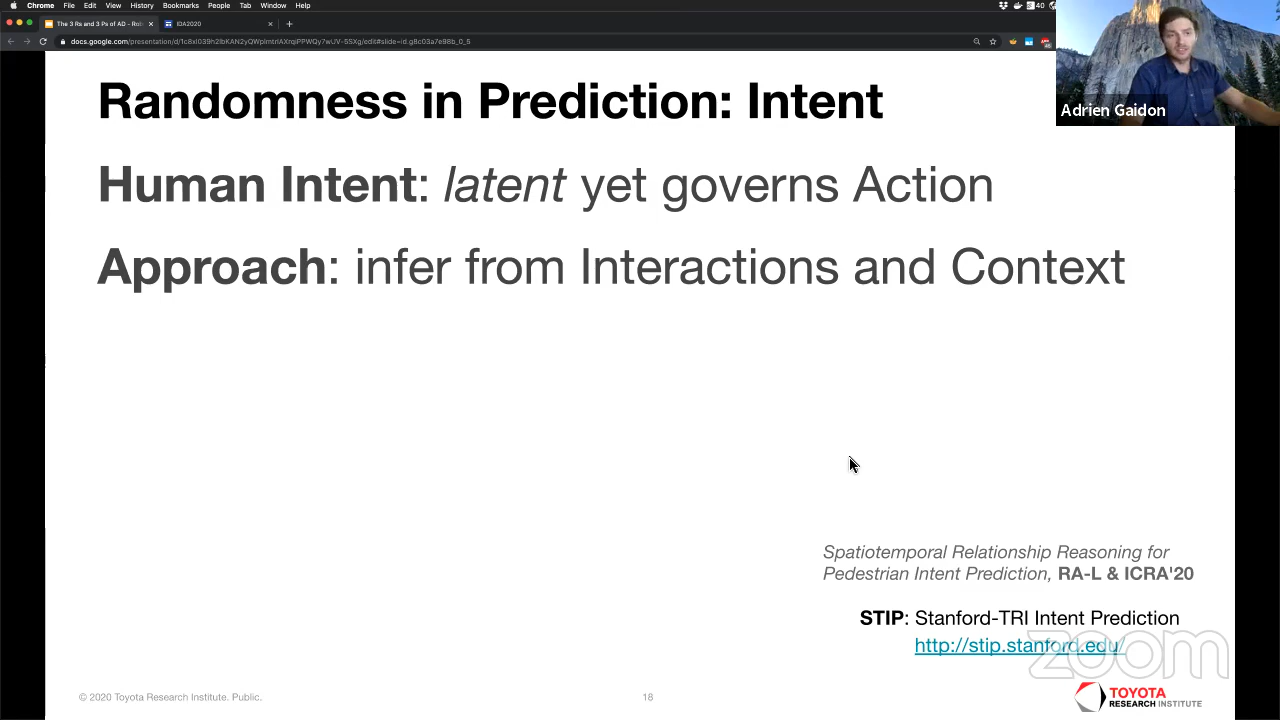 Chrome File Edit View History Bookmarks People Tab Window Help
40
The 3 Rs and 3 Ps of AD - Rob
IDA2020
Randomness in Prediction: Intent
Adrien Gaidon
Human Intent: latent yet governs Action
Approach: infer from Interactions and Context
Spatiotemporal Relationship Reasoning for
Pedestrian Intent Prediction, RA-L & ICRA'20
STIP: Stanford-TRI Intent Prediction
http://stip.stanford.edu/
zoom
© 2020 Toyota Research Institute. Public.
18
TOYOTA
RESEARCH INSTITUTE